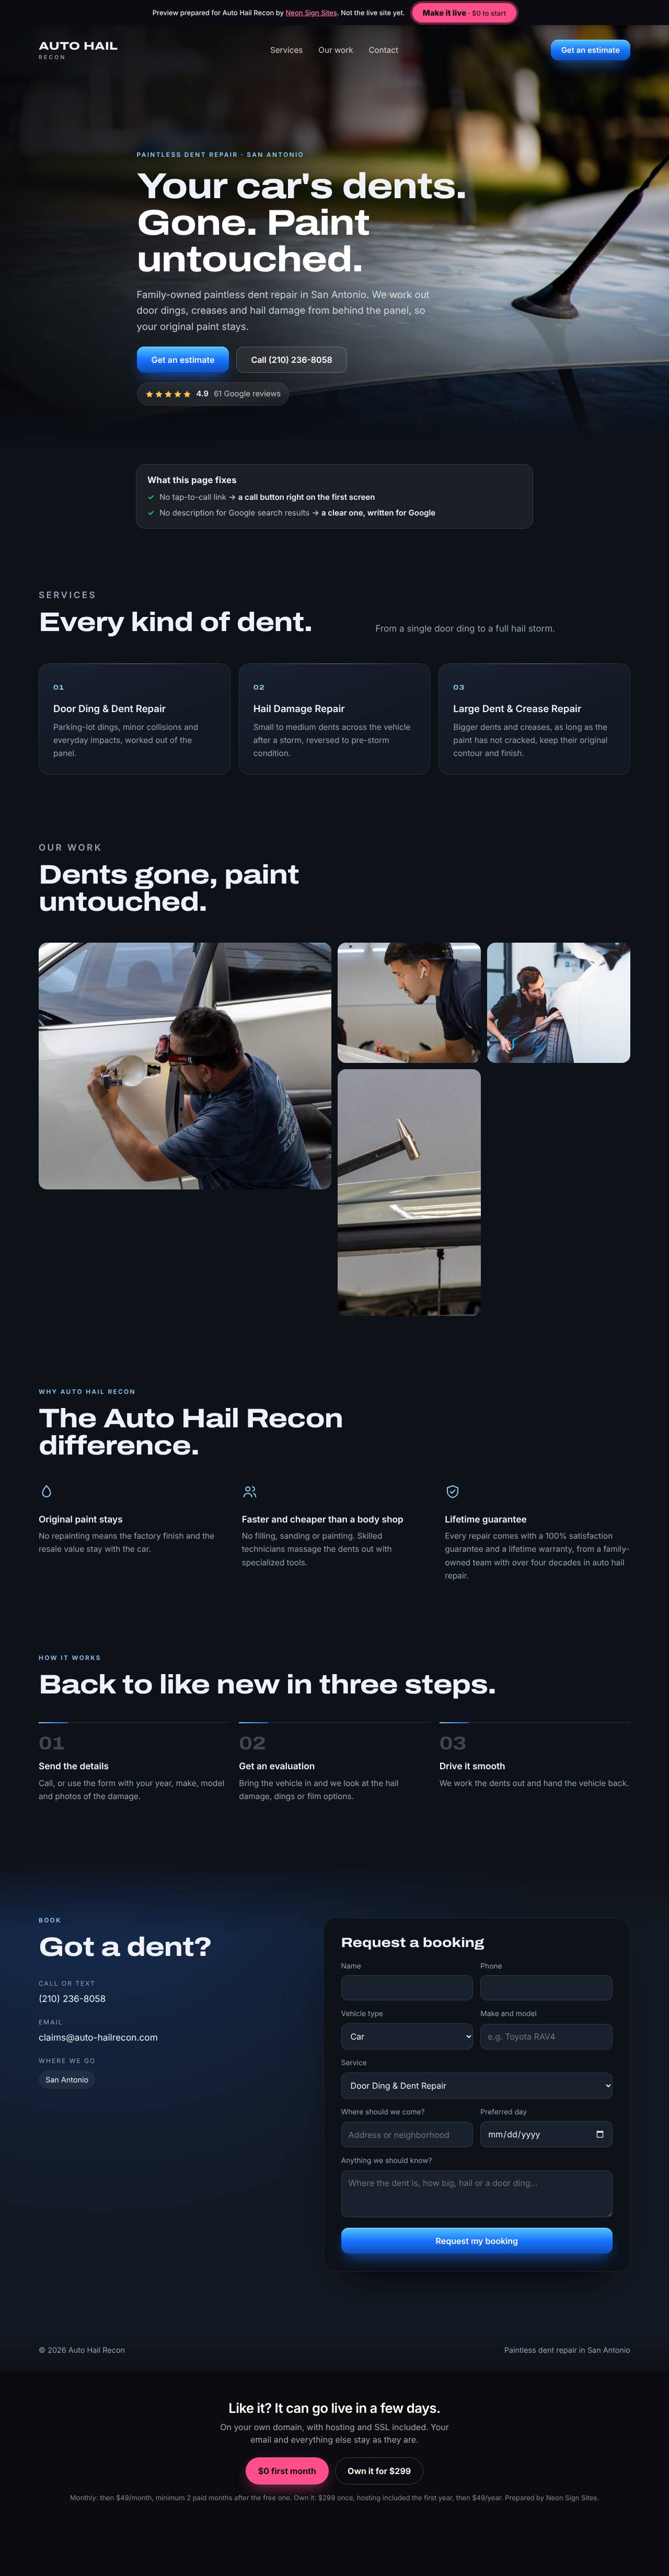 Preview prepared for Auto Hail Recon by Neon Sign Sites. Not the live site yet. Make it live · $0 to start
AUTO HAIL
RECON
Services Our work Contact
Get an estimate
PAINTLESS DENT REPAIR · SAN ANTONIO
Your car's dents.
Gone. Paint
untouched.
Family-owned paintless dent repair in San Antonio. We work out
door dings, creases and hail damage from behind the panel, so
your original paint stays.
Get an estimate Call (210) 236-8058
★★★★★ 4.9 61 Google reviews
What this page fixes
✓ No tap-to-call link → a call button right on the first screen
✓ No description for Google search results → a clear one, written for Google
SERVICES
Every kind of dent.
From a single door ding to a full hail storm.
01
Door Ding & Dent Repair
Parking-lot dings, minor collisions and
everyday impacts, worked out of the
panel.
02
Hail Damage Repair
Small to medium dents across the vehicle
after a storm, reversed to pre-storm
condition.
03
Large Dent & Crease Repair
Bigger dents and creases, as long as the
paint has not cracked, keep their original
contour and finish.
OUR WORK
Dents gone, paint
untouched.
WHY AUTO HAIL RECON
The Auto Hail Recon
difference.
Original paint stays
No repainting means the factory finish and the
resale value stay with the car.
Faster and cheaper than a body shop
No filling, sanding or painting. Skilled
technicians massage the dents out with
specialized tools.
Lifetime guarantee
Every repair comes with a 100% satisfaction
guarantee and a lifetime warranty, from a family-
owned team with over four decades in auto hail
repair.
HOW IT WORKS
Back to like new in three steps.
01
Send the details
Call, or use the form with your year, make, model
and photos of the damage.
02
Get an evaluation
Bring the vehicle in and we look at the hail
damage, dings or film options.
03
Drive it smooth
We work the dents out and hand the vehicle back.
BOOK
Got a dent?
CALL OR TEXT
(210) 236-8058
EMAIL
claims@auto-hailrecon.com
WHERE WE GO
San Antonio
Request a booking
Name Phone
Vehicle type Make and model
Car e.g. Toyota RAV4
Service
Door Ding & Dent Repair
Where should we come? Preferred day
Address or neighborhood mm/dd/yyyy
Anything we should know?
Where the dent is, how big, hail or a door ding...
Request my booking
© 2026 Auto Hail Recon
Paintless dent repair in San Antonio
Like it? It can go live in a few days.
On your own domain, with hosting and SSL included. Your
email and everything else stay as they are.
$0 first month Own it for $299
Monthly: then $49/month, minimum 2 paid months after the free one. Own it: $299 once, hosting included the first year, then $49/year. Prepared by Neon Sign Sites.